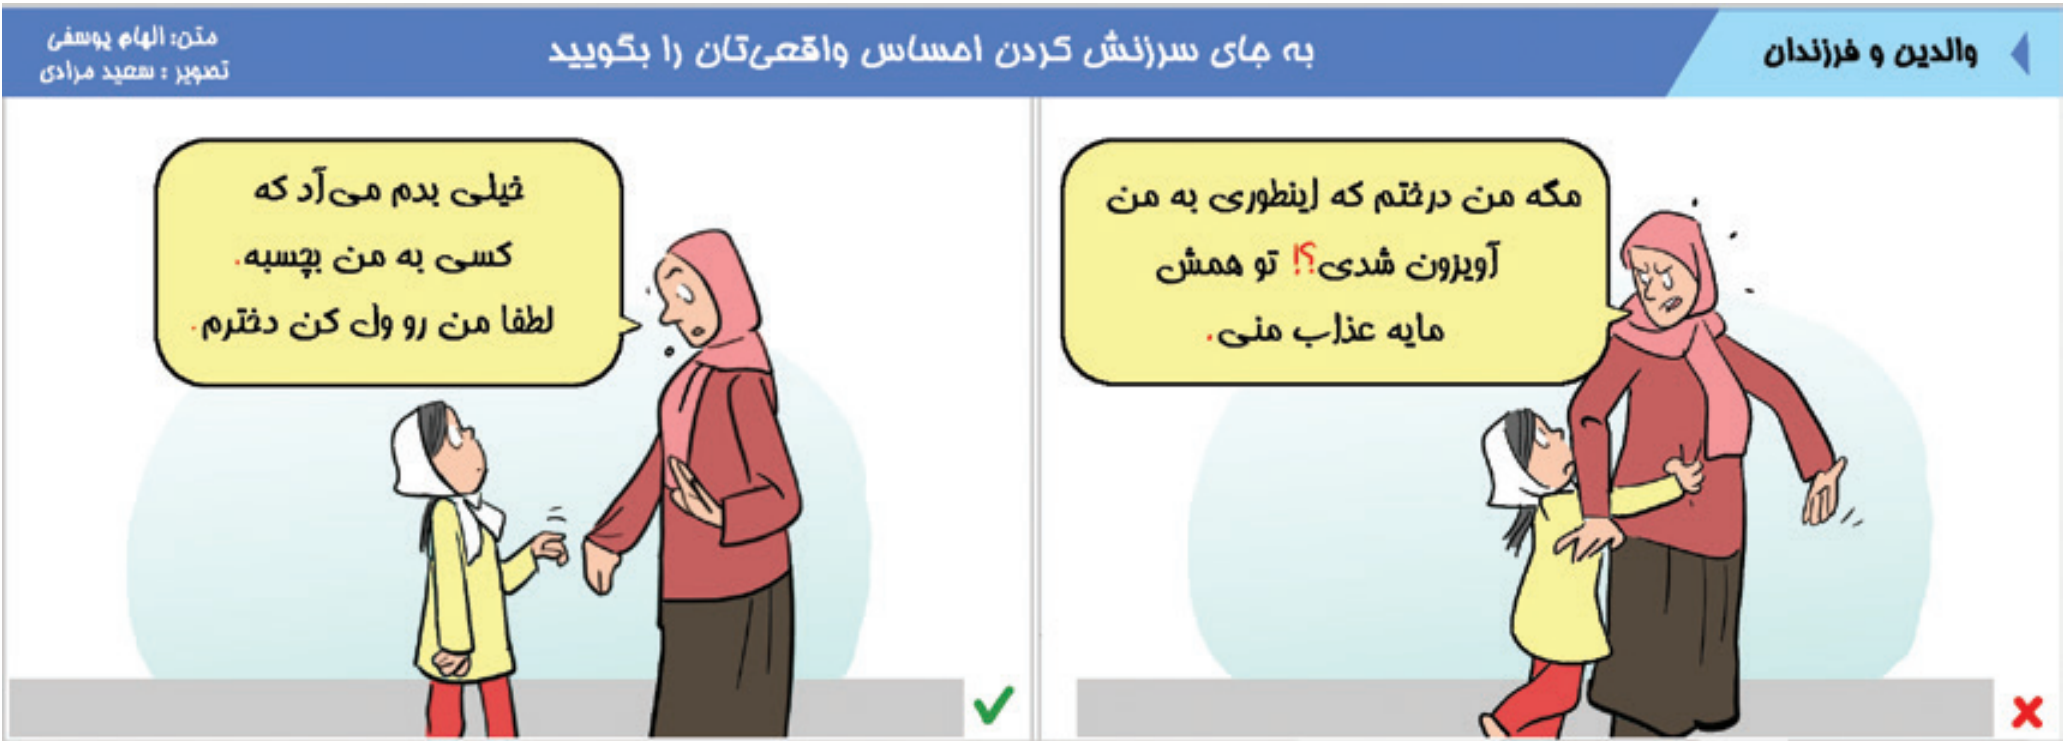 والدین و فرزندان
به جای سرزنش کردن احساس واقعی‌تان را بگویید
متن: الهام یوسفی
تصویر : سعید مرادی
مگه من درختم که اینطوری به من
آویزون شدی؟! تو همش
مایه عذاب منی.
خیلی بدم می‌آد که
کسی به من بچسبه.
لطفا من رو ول کن دخترم.